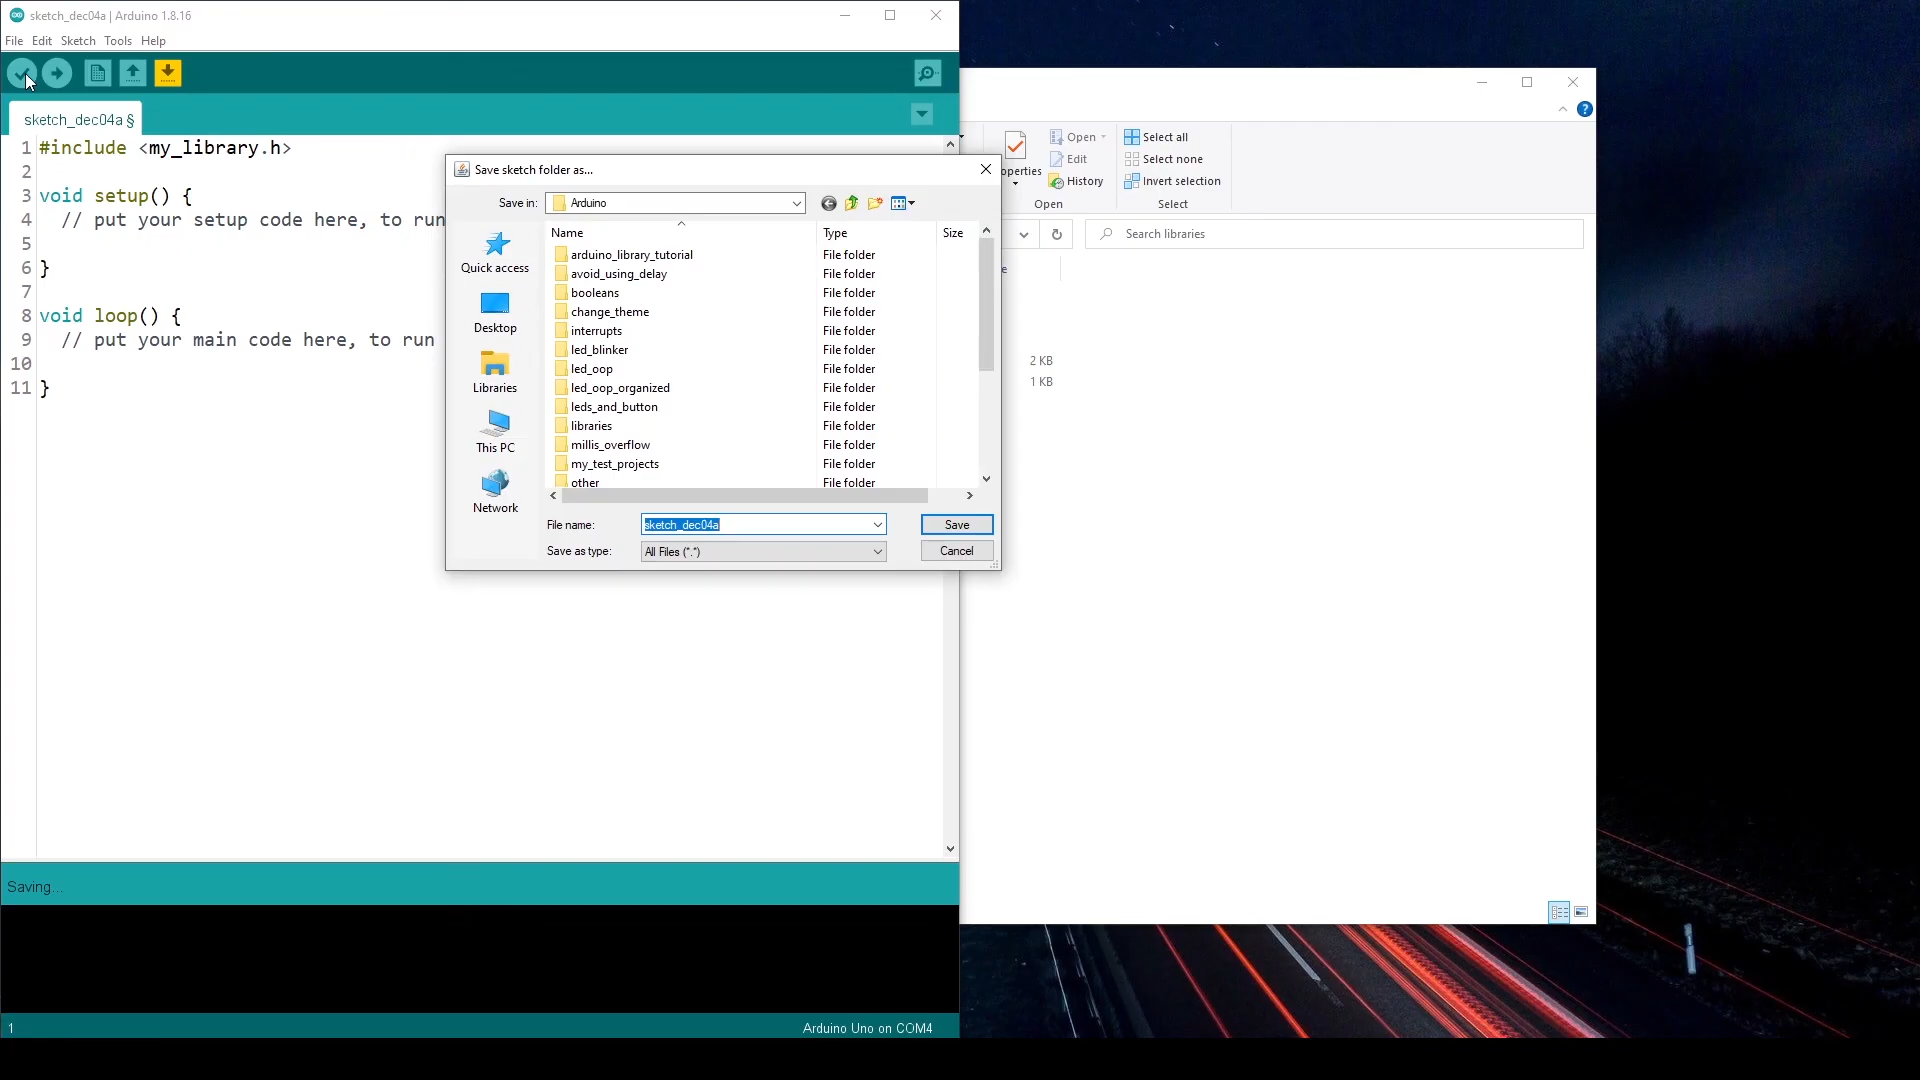 sketch_dec04a | Arduino 1.8.16
File Edit Sketch Tools Help
sketch_dec04a §
1 #include <my_library.h>
2
3 void setup() {
4 // put your setup code here, to run
5
6 }
7
8 void loop() {
9 // put your main code here, to run
10
11 }
Saving...
1
Arduino Uno on COM4
Save sketch folder as...
Save in: Arduino
Quick access
Desktop
Libraries
This PC
Network
Name Type Size
arduino_library_tutorial File folder
avoid_using_delay File folder
booleans File folder
change_theme File folder
interrupts File folder
led_blinker File folder
led_oop File folder
led_oop_organized File folder
leds_and_button File folder
libraries File folder
millis_overflow File folder
my_test_projects File folder
other File folder
File name: sketch_dec04a Save
Save as type: All Files (*.*) Cancel
operties
Open
Edit
History
Open
Select all
Select none
Invert selection
Select
Search libraries
e
2 KB
1 KB